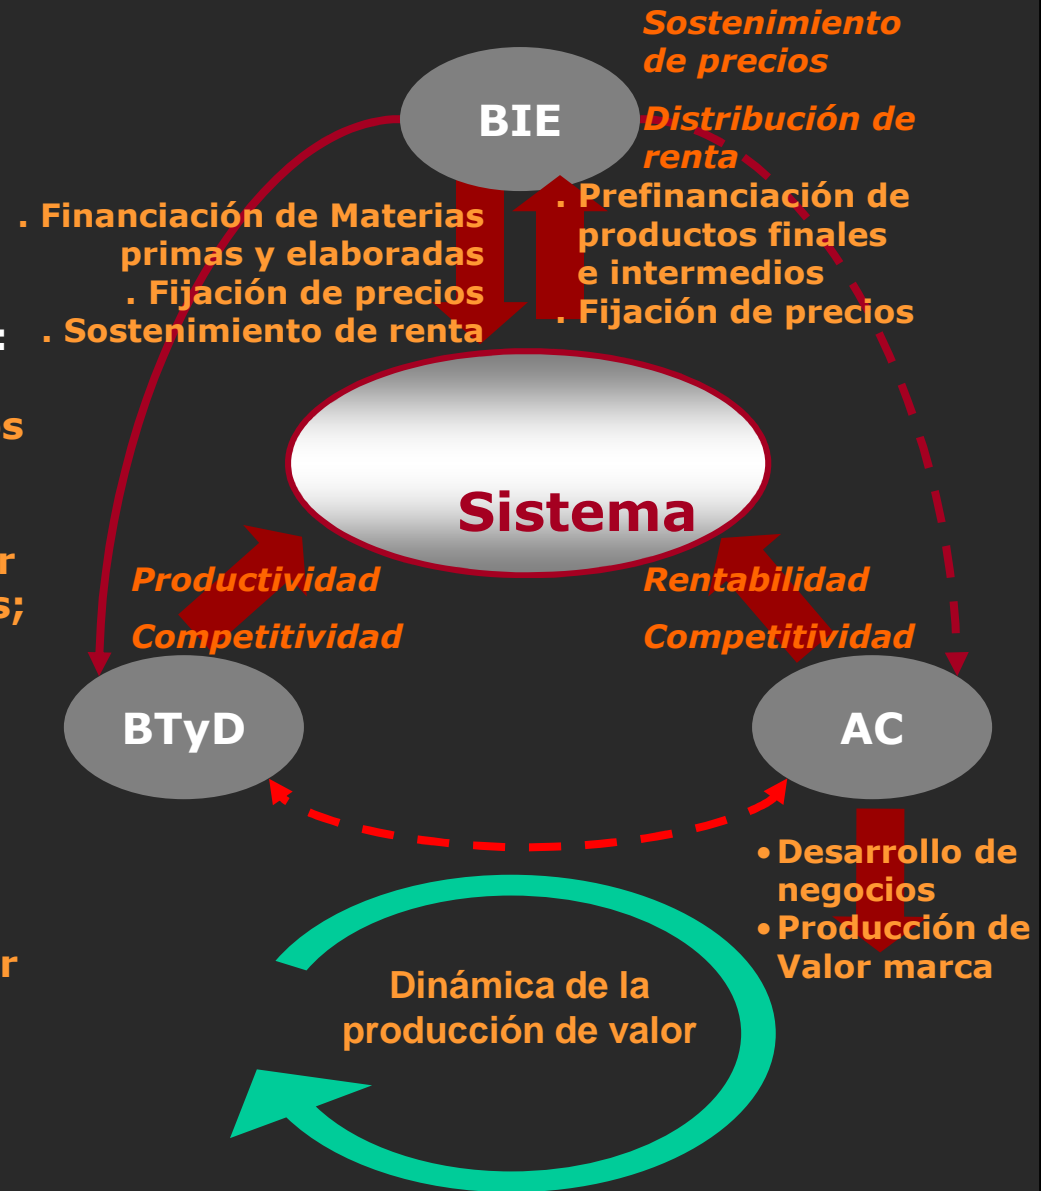 Sostenimiento
de precios
BIE
Distribución de
renta
. Financiación de Materias
primas y elaboradas
. Fijación de precios
. Sostenimiento de renta
. Prefinanciación de
productos finales
e intermedios
. Fijación de precios
:
s
r
s;
Sistema
Productividad
Competitividad
Rentabilidad
Competitividad
BTyD
AC
•Desarrollo de
negocios
•Producción de
Valor marca
r
Dinámica de la
producción de valor